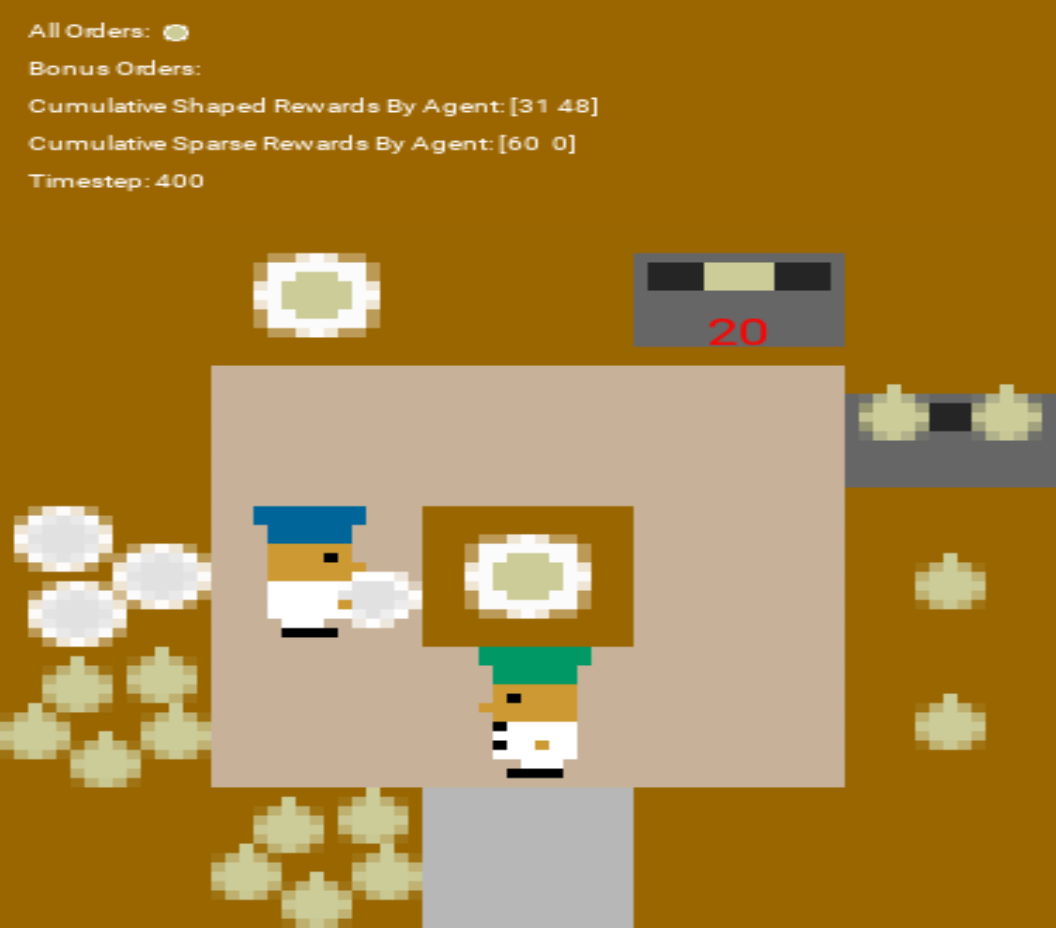 All Orders:
Bonus Orders:
Cumulative Shaped Rewards By Agent: [31 48]
Cumulative Sparse Rewards By Agent: [60 0]
Timestep: 400
20